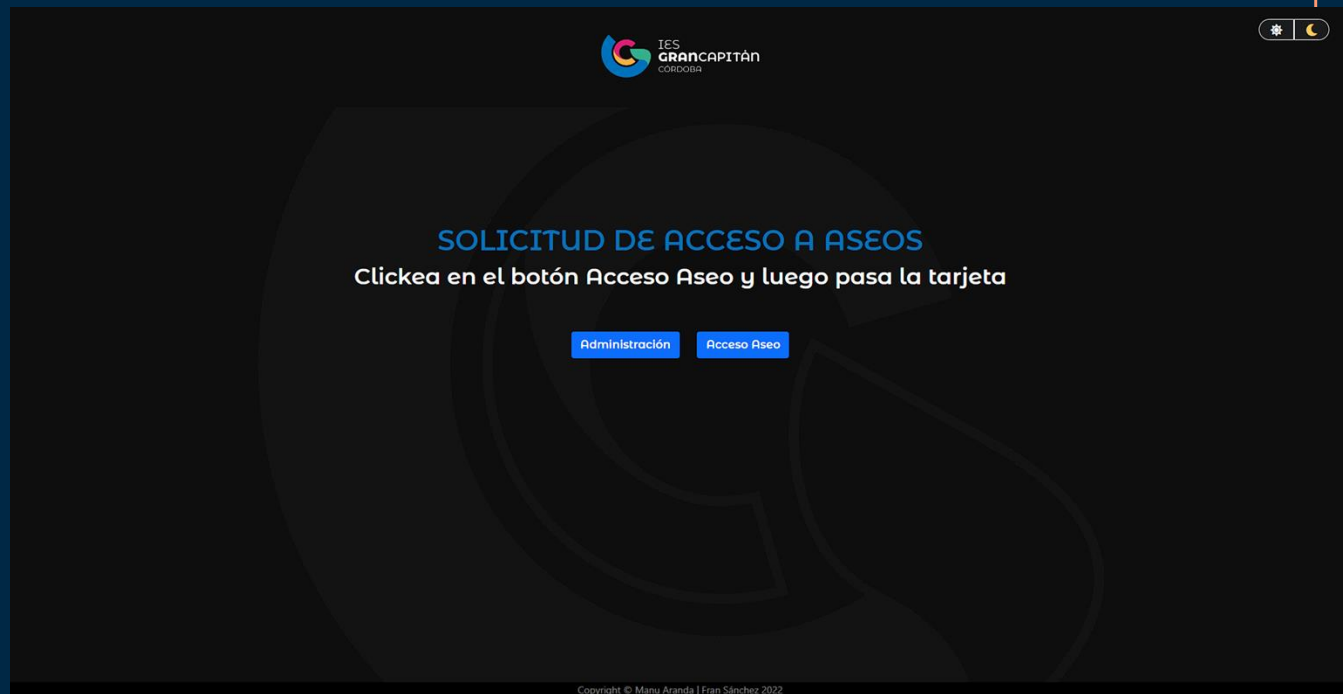 IES
GRANCAPITÁN
CÓRDOBA
SOLICITUD DE ACCESO A ASEOS
Clickea en el botón Acceso Aseo y luego pasa la tarjeta
Administración
Acceso Aseo
Copyright © Manu Aranda | Fran Sánchez 2022